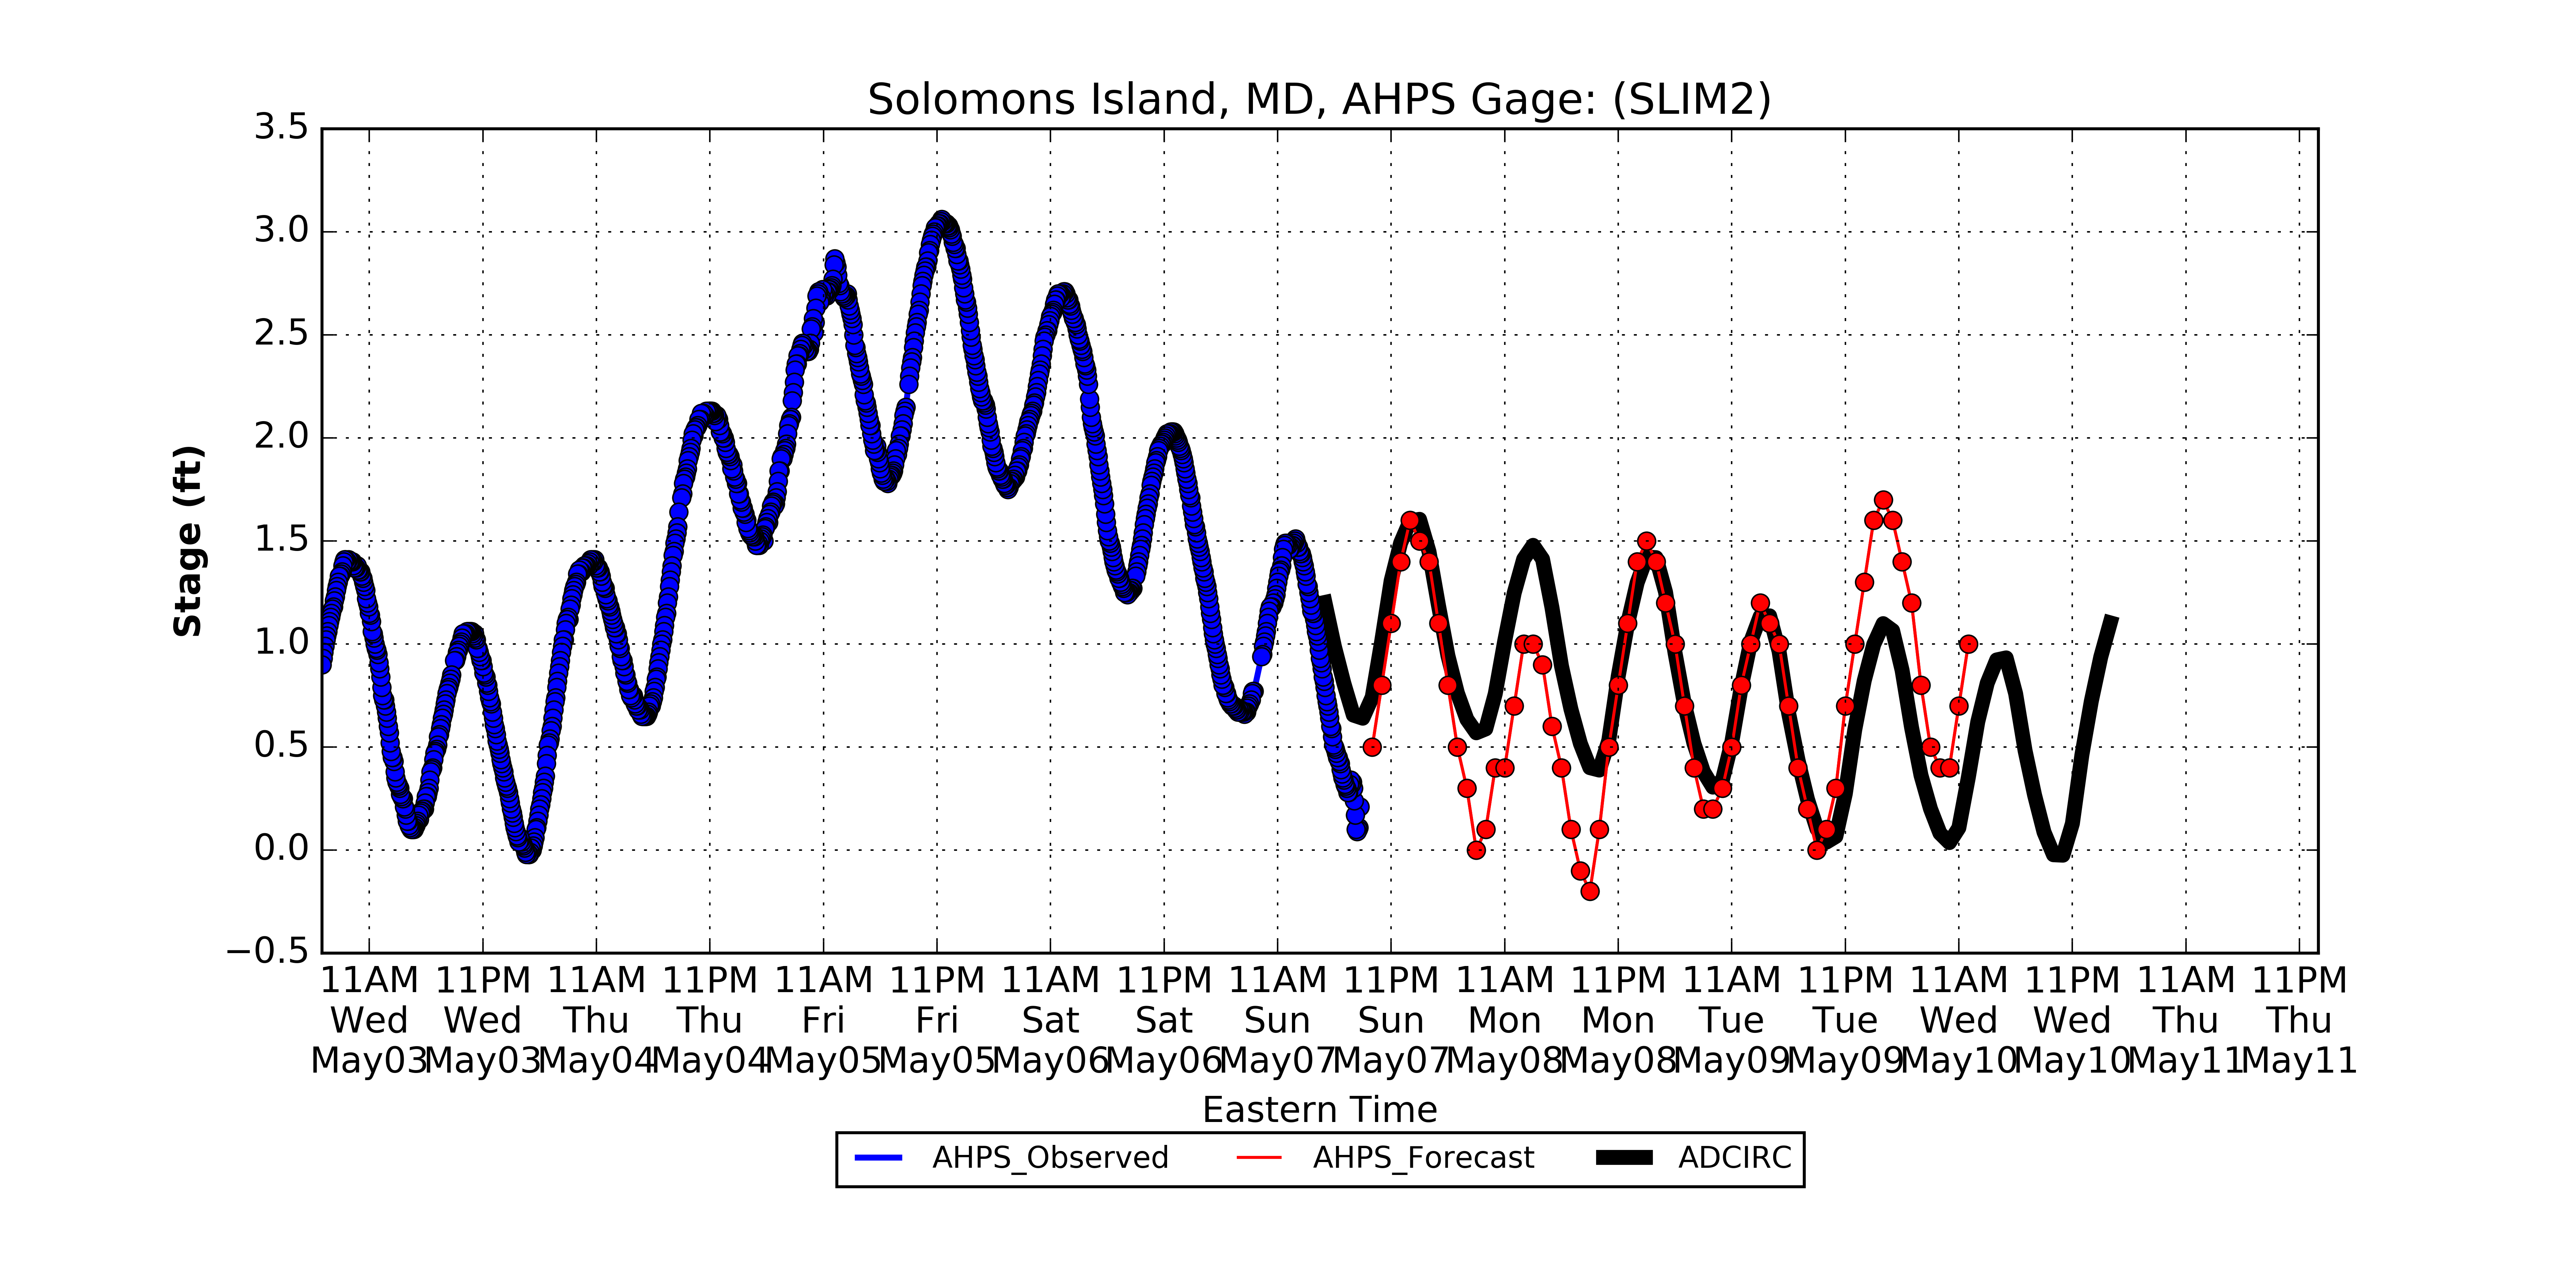 Solomons Island, MD, AHPS Gage: (SLIM2)
3.5
3.0
2.5
2.0
1.5
1.0
0.5
0.0
−0.5
Stage (ft)
11AM 11PM 11AM 11PM 11AM 11PM 11AM 11PM 11AM 11PM 11AM 11PM 11AM 11PM 11AM 11PM 11AM 11PM
Wed Wed Thu Thu Fri Fri Sat Sat Sun Sun Mon Mon Tue Tue Wed Wed Thu Thu
May03 May03 May04 May04 May05 May05 May06 May06 May07 May07 May08 May08 May09 May09 May10 May10 May11 May11
Eastern Time
AHPS_Observed AHPS_Forecast ADCIRC